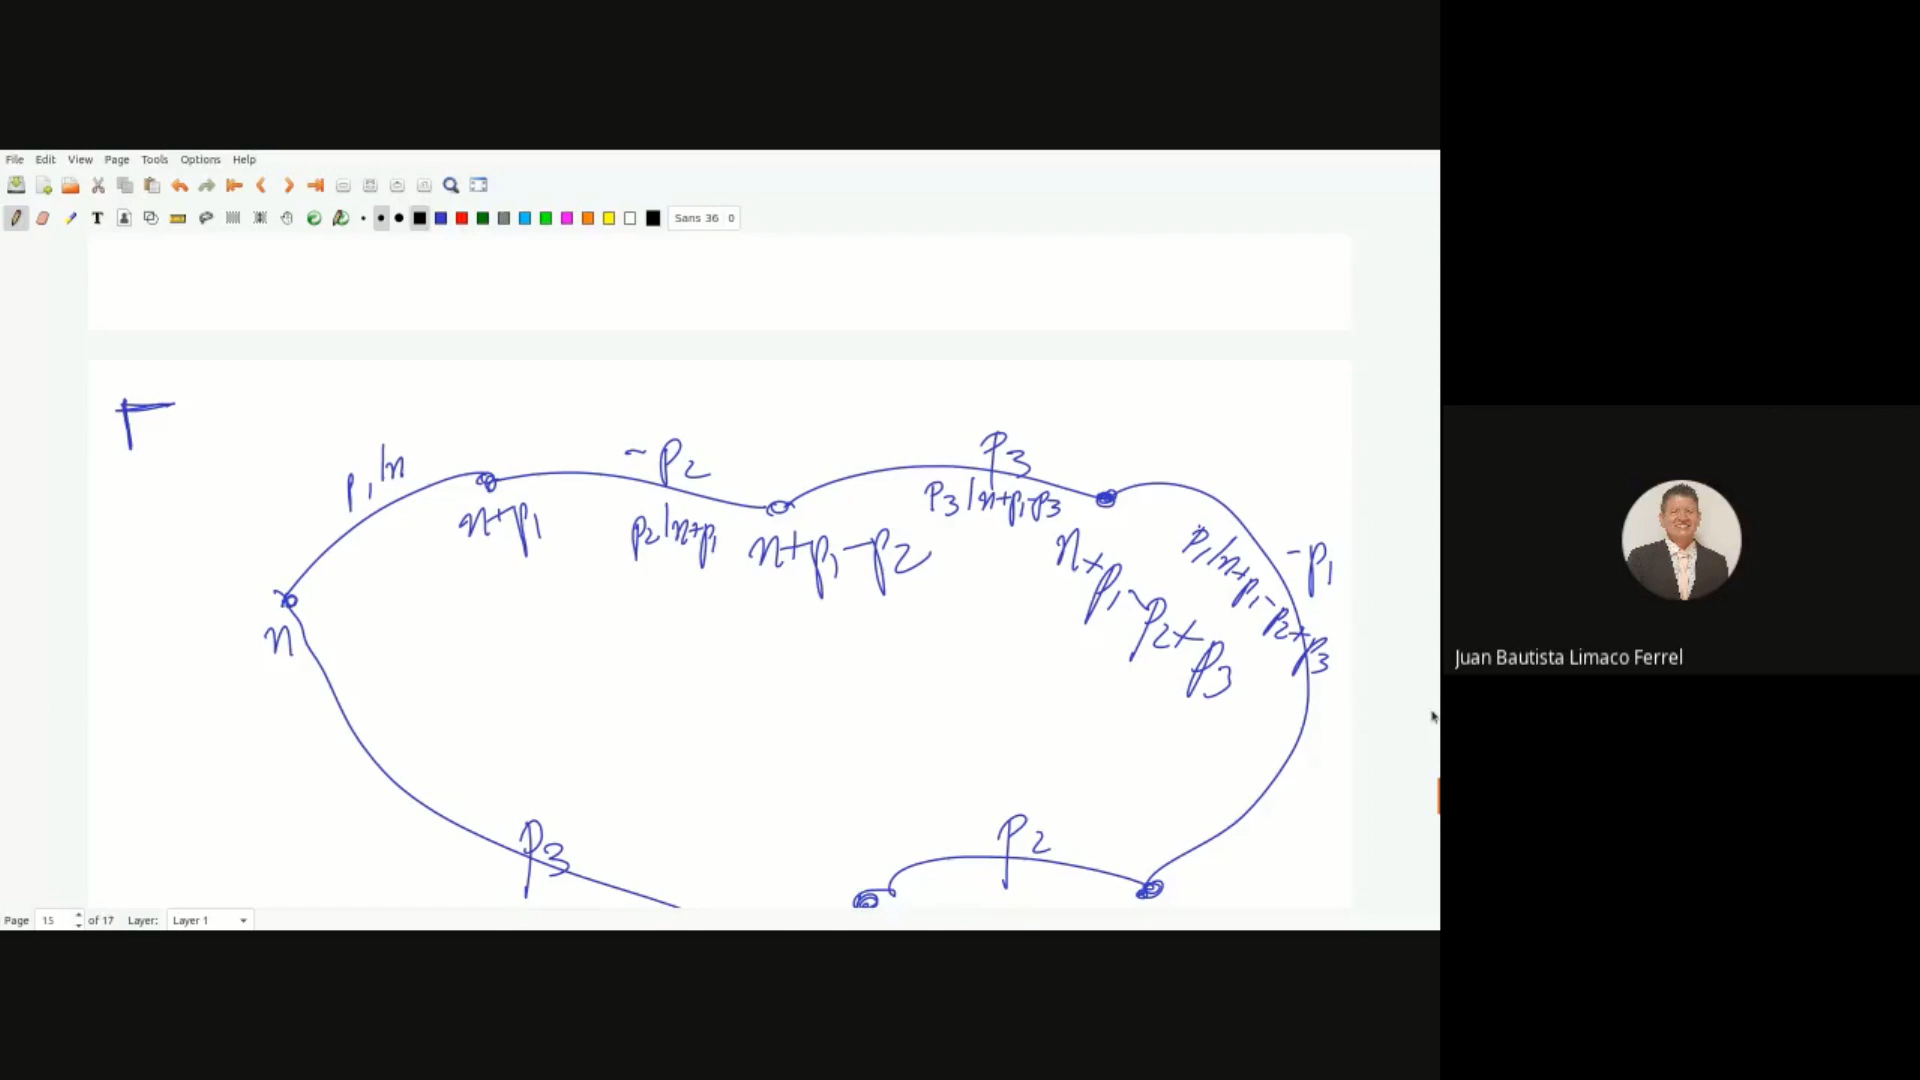 File Edit View Page Tools Options Help
T Sans 36 0
p₁|n
-p₂
p₃
n+p₁
p₂|n+p₁
n+p₁-p₂
p₃|n+p₁-p₃
n+p₁-p₂+p₃
p₁|n+p₁-p₂+p₃
-p₁
n
p₃
p₂
Juan Bautista Limaco Ferrel
Page 15 of 17 Layer: Layer 1